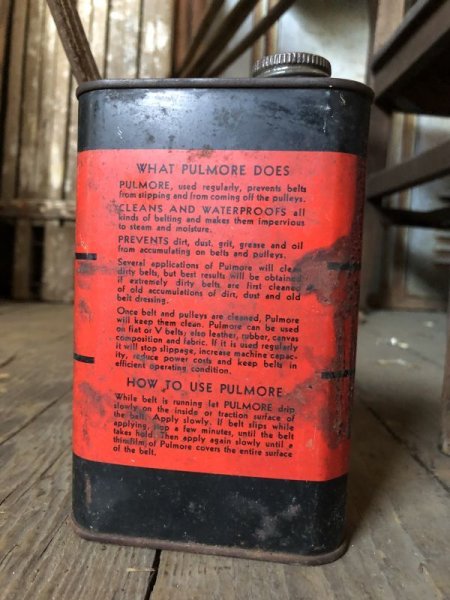 WHAT PULMORE DOES
PULMORE, used regularly, prevents belts
from slipping and from coming off the pulleys.
CLEANS AND WATERPROOFS all
kinds of belting and makes them impervious
to steam and moisture.
PREVENTS dirt, dust, grit, grease and oil
from accumulating on belts and pulleys.
Several applications of Pulmore will clean
dirty belts, but best results will be obtained
if extremely dirty belts are first cleaned
of old accumulations of dirt, dust and old
belt dressing.
Once belt and pulleys are cleaned, Pulmore
will keep them clean. Pulmore can be used
on flat or V belts; also leather, rubber, canvas
composition and fabric. If it is used regularly
it will stop slippage, increase machine capac-
ity, reduce power costs and keep belts in
efficient operating condition.
HOW TO USE PULMORE
While belt is running let PULMORE drip
slowly on the inside or traction surface of
the belt. Apply slowly. If belt slips while
applying, stop a few minutes, until the belt
takes hold. Then apply again slowly until a
thin film of Pulmore covers the entire surface
of the belt.